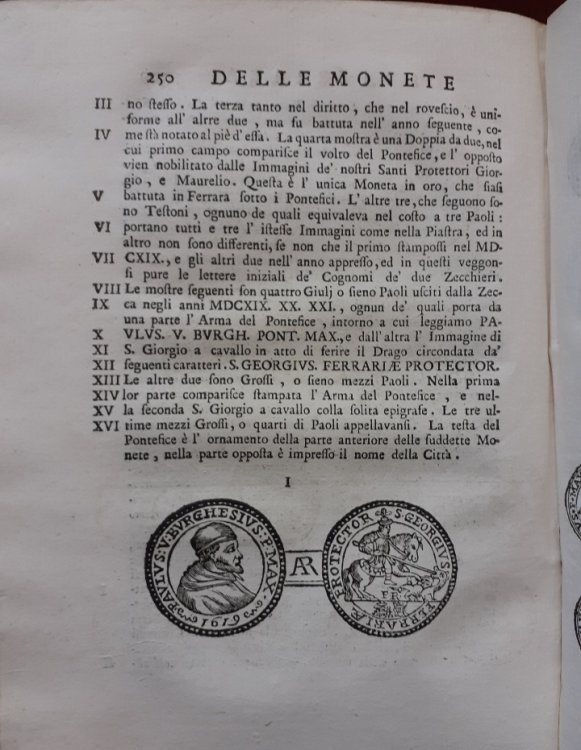 250 DELLE MONETE
III no ſteſſo. La terza tanto nel diritto, che nel roveſcio, è uni-
forme all' altre due, ma fu battuta nell' anno ſeguente, co-
IV me ſtà notato al piè d' eſſa. La quarta moſtra è una Doppia da due, nel
cui primo campo compariſce il volto del Pontefice, e l' oppoſto
vien nobilitato dalle Immagini de' noſtri Santi Protettori Gior-
gio, e Maurelio. Queſta è l' unica Moneta in oro, che ſiaſi
V battuta in Ferrara ſotto i Pontefici. L' altre tre, che ſeguono ſo-
no Teſtoni, ognuno de quali equivaleva nel coſto a tre Paoli:
VI portano tutti e tre l' iſteſſe Immagini come nella Piaſtra, ed in
altro non ſono differenti, ſe non che il primo ſtampoſſi nel MD-
VII CXIX., e gli altri due nell' anno appreſſo, ed in queſti veggon-
ſi pure le lettere iniziali de' Cognomi de' due Zecchieri.
VIII Le moſtre ſeguenti ſon quattro Giulj o ſieno Paoli uſciti dalla Zec-
IX ca negli anni MDCXIX. XX. XXI., ognun de' quali porta da
una parte l' Arma del Pontefice, intorno a cui leggiamo PA-
X VLVS. V. BVRGH. PONT. MAX., e dall' altra l' Immagine di
XI S. Giorgio a cavallo in atto di ferire il Drago circondata da'
XII ſeguenti caratteri. S. GEORGIVS. FERRARIÆ PROTECTOR.
XIII Le altre due ſono Groſſi, o ſieno mezzi Paoli. Nella prima
XIV lor parte compariſce ſtampata l' Arma del Pontefice, e nel-
XV la ſeconda S. Giorgio a cavallo colla ſolita epigrafe. Le tre ul-
XVI time mezzi Groſſi, o quarti di Paoli appellavanſi. La teſta del
Pontefice è l' ornamento della parte anteriore delle ſuddette Mo-
nete, nella parte oppoſta è impreſſo il nome della Città.
I
PAVLVS: V: BVRGHESIVS: P: MAX:
1619
AR
S. GEORGIVS FERRARIÆ PROTECTOR